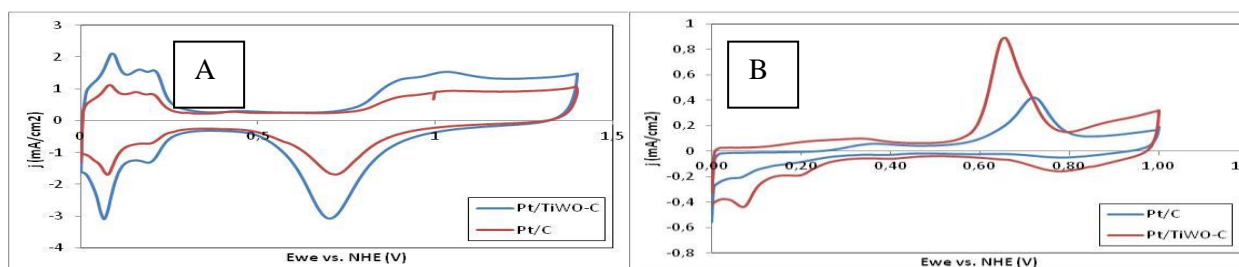 3
2
1
0
-1
-2
-3
-4
0
0,5
1
1,5
j (mA/cm2)
Ewe vs. NHE (V)
A
Pt/TiWO-C
Pt/C
1
0,8
0,6
0,4
0,2
0
-0,2
-0,4
-0,6
-0,8
0,00
0,20
0,40
0,60
0,80
1,00
j (mA/cm2)
Ewe vs. NHE (V)
B
Pt/C
Pt/TiWO-C